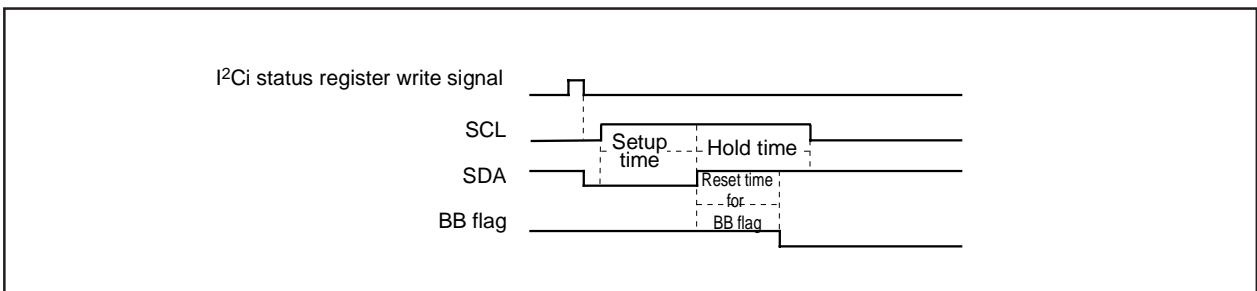 I²Ci status register write signal
SCL
Setup
time
Hold time
SDA
Reset time
for
BB flag
BB flag